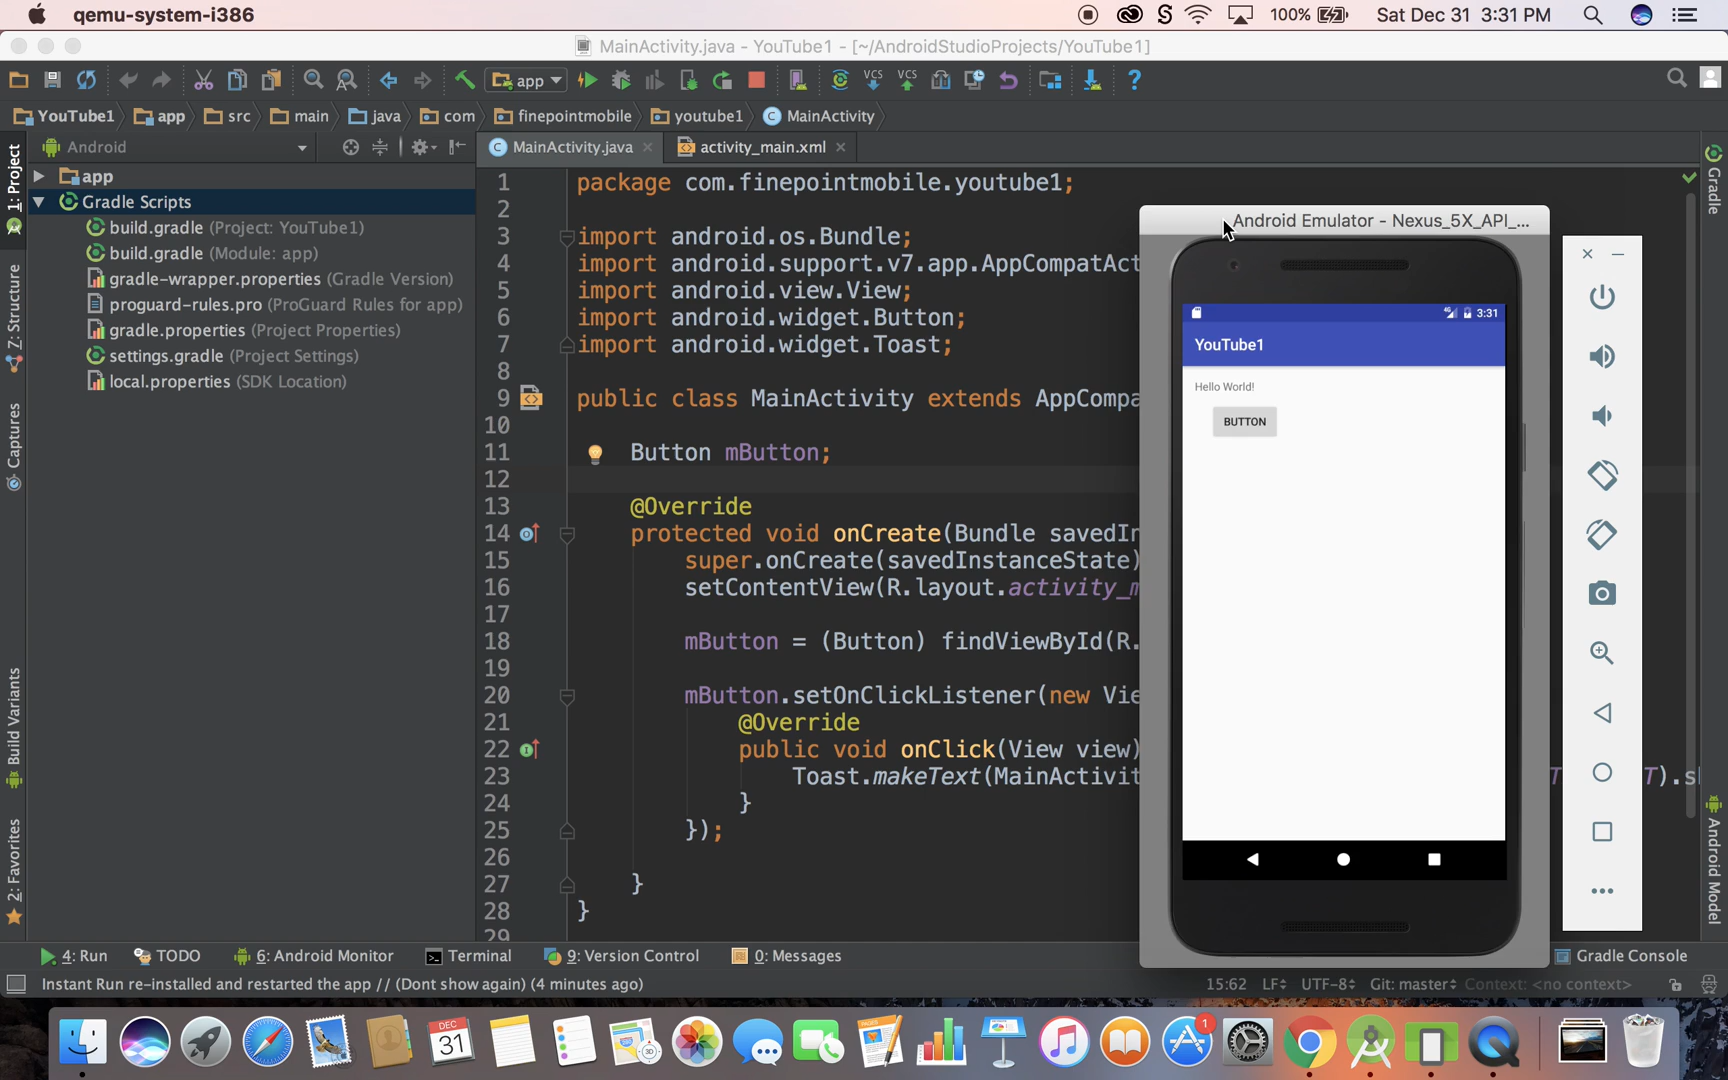 qemu-system-i386
100%
Sat Dec 31 3:31 PM
MainActivity.java - YouTube1 - [~/AndroidStudioProjects/YouTube1]
app
VCS
VCS
?
YouTube1
app
src
main
java
com
finepointmobile
youtube1
MainActivity
Android
MainActivity.java
activity_main.xml
1: Project
Z: Structure
Captures
Build Variants
2: Favorites
Gradle
Android Model
app
Gradle Scripts
build.gradle (Project: YouTube1)
build.gradle (Module: app)
gradle-wrapper.properties (Gradle Version)
proguard-rules.pro (ProGuard Rules for app)
gradle.properties (Project Properties)
settings.gradle (Project Settings)
local.properties (SDK Location)
1 package com.finepointmobile.youtube1;
2
3 import android.os.Bundle;
4 import android.support.v7.app.AppCompatAct
5 import android.view.View;
6 import android.widget.Button;
7 import android.widget.Toast;
8
9 public class MainActivity extends AppCompa
10
11 Button mButton;
12
13 @Override
14 protected void onCreate(Bundle savedIn
15 super.onCreate(savedInstanceState)
16 setContentView(R.layout.activity_m
17
18 mButton = (Button) findViewById(R.
19
20 mButton.setOnClickListener(new Vie
21 @Override
22 public void onClick(View view)
23 Toast.makeText(MainActivit T).s
24 }
25 });
26
27 }
28 }
29
Android Emulator - Nexus_5X_API_...
3:31
YouTube1
Hello World!
BUTTON
4: Run
TODO
6: Android Monitor
Terminal
9: Version Control
0: Messages
Gradle Console
Instant Run re-installed and restarted the app // (Dont show again) (4 minutes ago)
15:62
LF
UTF-8
Git: master
Context: <no context>
DEC
31
3D
PAGES
1